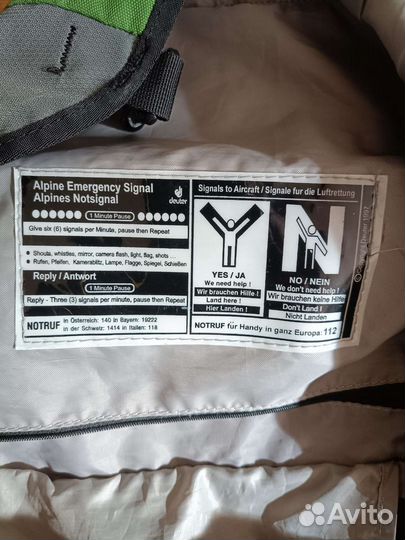 Alpine Emergency Signal
Alpines Notsignal
deuter
1 Minute Pause
Give six (6) signals per Minute, pause then Repeat
Shouts, whistles, mirror, camera flash, light, flag, shots . . .
Rufen, Pfeifen, Kamerablitz, Lampe, Flagge, Spiegel, Schießen
Reply / Antwort
1 Minute Pause
Reply - Three (3) signals per minute, pause then Repeat
NOTRUF in Österreich: 140 in Bayern: 19222
in der Schweiz: 1414 in Italien: 118
Signals to Aircraft / Signale für die Luftrettung
YES / JA
We need help !
Wir brauchen Hilfe !
Land here !
Hier Landen !
N
NO / NEIN
We don't need help !
Wir brauchen keine Hilfe !
Don't Land !
Nicht Landen
NOTRUF für Handy in ganz Europa: 112
Avito